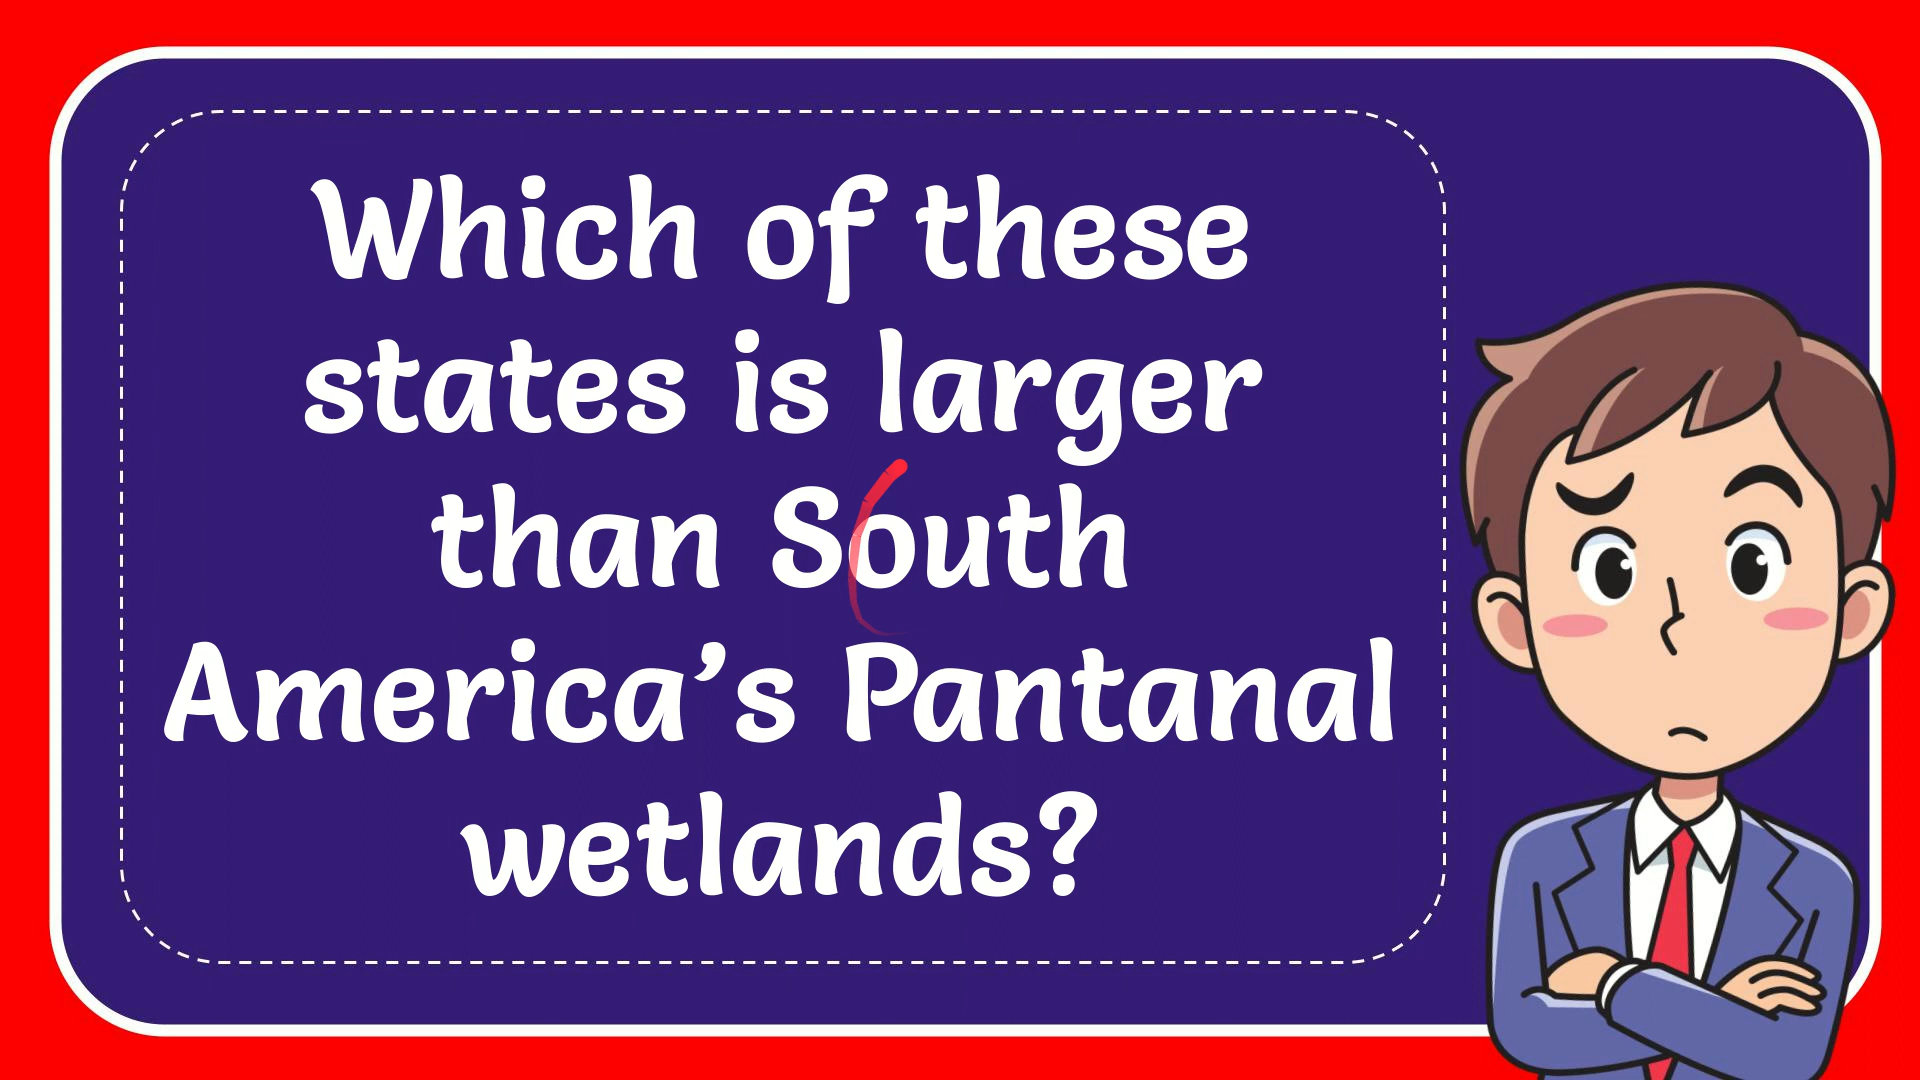 Which of these
states is larger
than South
America’s Pantanal
wetlands?